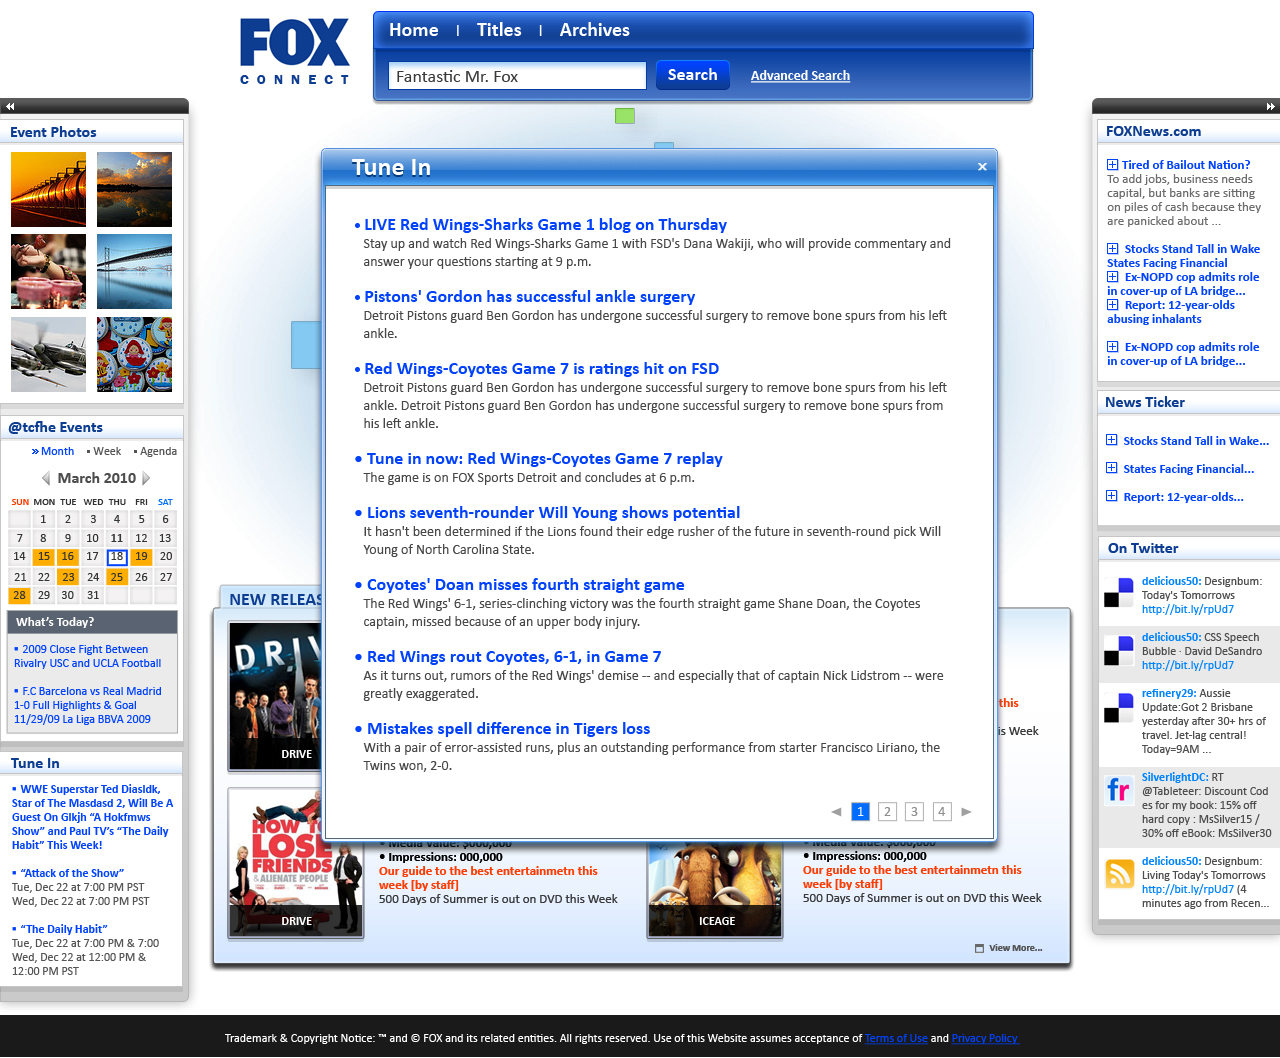 FOX
CONNECT
Home | Titles | Archives
Fantastic Mr. Fox
Search
Advanced Search
Event Photos
@tcfhe Events
» Month ▪ Week ▪ Agenda
March 2010
SUN MON TUE WED THU FRI SAT
1 2 3 4 5 6
7 8 9 10 11 12 13
14 15 16 17 18 19 20
21 22 23 24 25 26 27
28 29 30 31
What's Today?
▪ 2009 Close Fight Between
Rivalry USC and UCLA Football
▪ F.C Barcelona vs Real Madrid
1-0 Full Highlights & Goal
11/29/09 La Liga BBVA 2009
Tune In
▪ WWE Superstar Ted Diasldk,
Star of The Masdasd 2, Will Be A
Guest On Glkjh “A Hokfmws
Show” and Paul TV's “The Daily
Habit” This Week!
▪ “Attack of the Show”
Tue, Dec 22 at 7:00 PM PST
Wed, Dec 22 at 7:00 PM PST
▪ “The Daily Habit”
Tue, Dec 22 at 7:00 PM & 7:00
Wed, Dec 22 at 12:00 PM &
12:00 PM PST
Tune In
×
• LIVE Red Wings-Sharks Game 1 blog on Thursday
Stay up and watch Red Wings-Sharks Game 1 with FSD's Dana Wakiji, who will provide commentary and
answer your questions starting at 9 p.m.
• Pistons' Gordon has successful ankle surgery
Detroit Pistons guard Ben Gordon has undergone successful surgery to remove bone spurs from his left
ankle.
• Red Wings-Coyotes Game 7 is ratings hit on FSD
Detroit Pistons guard Ben Gordon has undergone successful surgery to remove bone spurs from his left
ankle. Detroit Pistons guard Ben Gordon has undergone successful surgery to remove bone spurs from
his left ankle.
• Tune in now: Red Wings-Coyotes Game 7 replay
The game is on FOX Sports Detroit and concludes at 6 p.m.
• Lions seventh-rounder Will Young shows potential
It hasn't been determined if the Lions found their edge rusher of the future in seventh-round pick Will
Young of North Carolina State.
• Coyotes' Doan misses fourth straight game
The Red Wings' 6-1, series-clinching victory was the fourth straight game Shane Doan, the Coyotes
captain, missed because of an upper body injury.
• Red Wings rout Coyotes, 6-1, in Game 7
As it turns out, rumors of the Red Wings' demise -- and especially that of captain Nick Lidstrom -- were
greatly exaggerated.
• Mistakes spell difference in Tigers loss
With a pair of error-assisted runs, plus an outstanding performance from starter Francisco Liriano, the
Twins won, 2-0.
1 2 3 4
NEW RELEAS
DRIV
DRIVE
this
is Week
HOW TO
LOSE
FRIENDS
& ALIENATE PEOPLE
DRIVE
• Media Value: $000,000
• Impressions: 000,000
Our guide to the best entertainmetn this
week [by staff]
500 Days of Summer is out on DVD this Week
ICEAGE
• Media Value: $000,000
• Impressions: 000,000
Our guide to the best entertainmetn this
week [by staff]
500 Days of Summer is out on DVD this Week
View More...
FOXNews.com
Tired of Bailout Nation?
To add jobs, business needs
capital, but banks are sitting
on piles of cash because they
are panicked about ...
Stocks Stand Tall in Wake
States Facing Financial
Ex-NOPD cop admits role
in cover-up of LA bridge...
Report: 12-year-olds
abusing inhalants
Ex-NOPD cop admits role
in cover-up of LA bridge...
News Ticker
Stocks Stand Tall in Wake...
States Facing Financial...
Report: 12-year-olds...
On Twitter
delicious50: Designbum:
Today's Tomorrows
http://bit.ly/rpUd7
delicious50: CSS Speech
Bubble · David DeSandro
http://bit.ly/rpUd7
refinery29: Aussie
Update:Got 2 Brisbane
yesterday after 30+ hrs of
travel. Jet-lag central!
Today=9AM ...
fr
SilverlightDC: RT
@Tableteer: Discount Cod
es for my book: 15% off
hard copy : MsSilver15 /
30% off eBook: MsSilver30
delicious50: Designbum:
Living Today's Tomorrows
http://bit.ly/rpUd7 (4
minutes ago from Recen...
Trademark & Copyright Notice: ™ and © FOX and its related entities. All rights reserved. Use of this Website assumes acceptance of Terms of Use and Privacy Policy